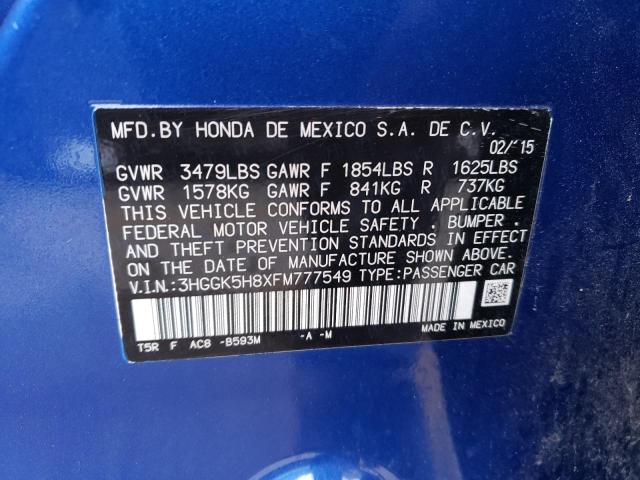 MFD. BY HONDA DE MEXICO S.A. DE C.V.
02/15
GVWR 3479LBS GAWR F 1854LBS R 1625LBS
GVWR 1578KG GAWR F 841KG R 737KG
THIS VEHICLE CONFORMS TO ALL APPLICABLE
FEDERAL MOTOR VEHICLE SAFETY, BUMPER,
AND THEFT PREVENTION STANDARDS IN EFFECT
ON THE DATE OF MANUFACTURE SHOWN ABOVE.
V.IN.:3HGGK5H8XFM777549 TYPE:PASSENGER CAR
T5R F AC8 -B593M -A -M MADE IN MEXICO